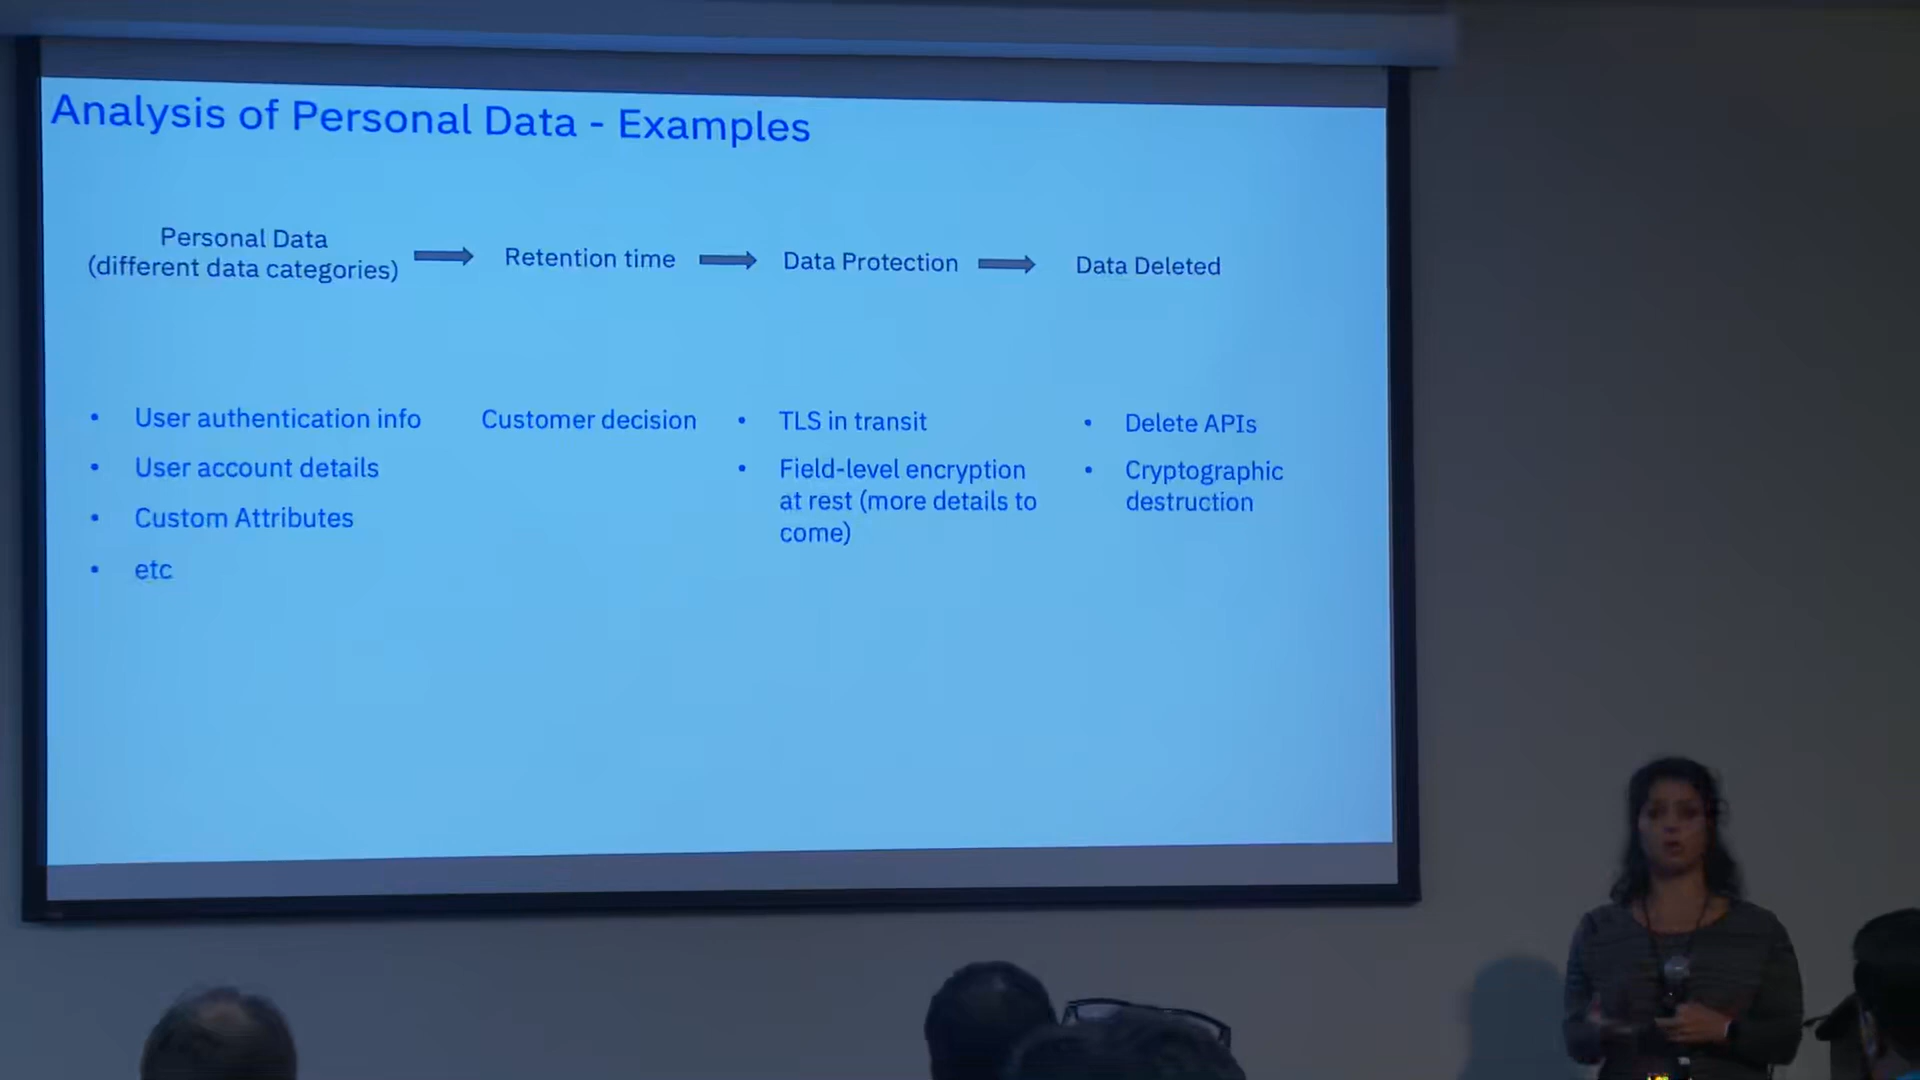 Analysis of Personal Data - Examples
Personal Data
(different data categories)
Retention time
Data Protection
Data Deleted
• User authentication info
• User account details
• Custom Attributes
• etc
Customer decision
• TLS in transit
• Field-level encryption
at rest (more details to
come)
• Delete APIs
• Cryptographic
destruction